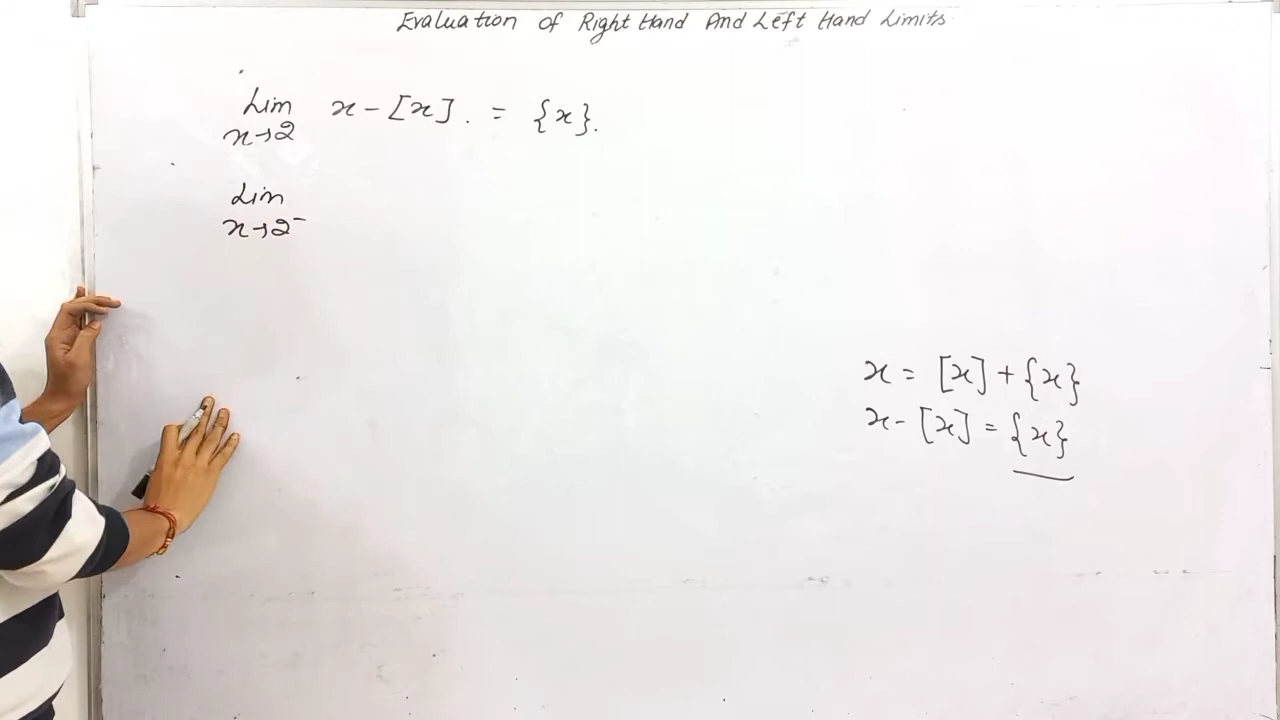 Evaluation of Right Hand And Left Hand Limits
Lim x - [x]. = {x}.
x→2
Lim
x→2⁻
x = [x] + {x}
x - [x] = {x}